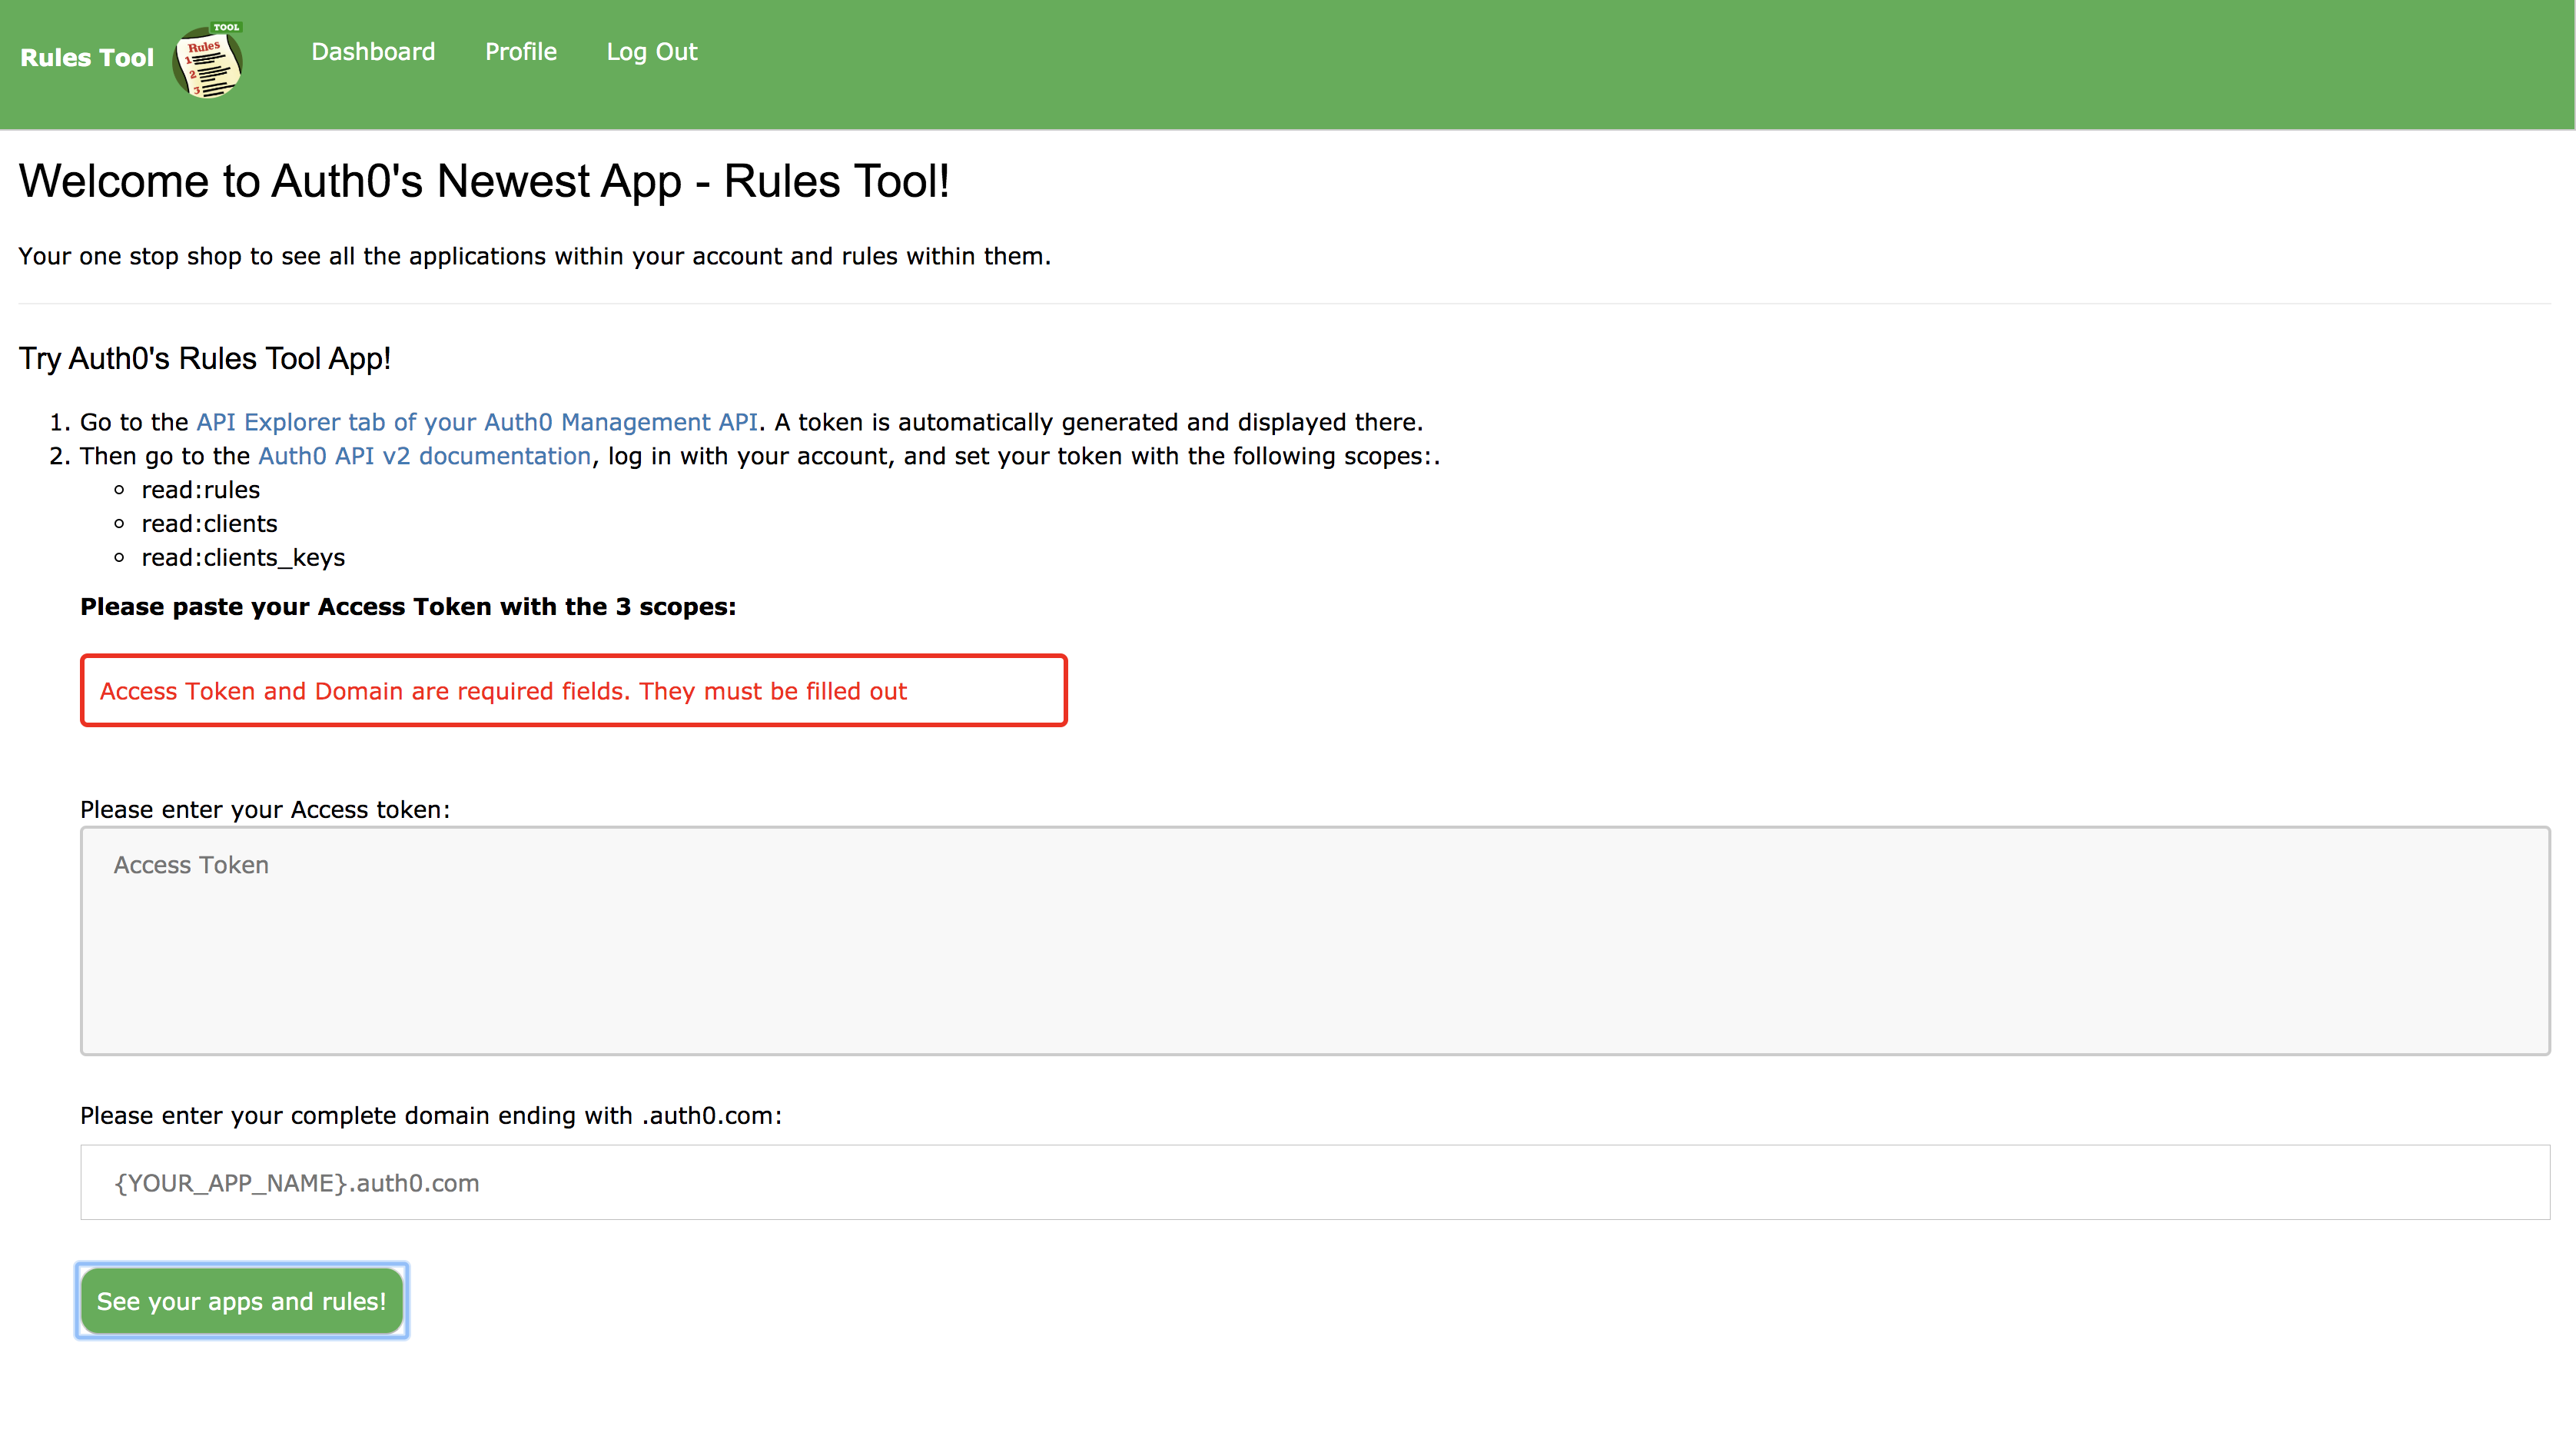 Rules Tool
TOOL
Rules
1
2
3
Dashboard
Profile
Log Out
Welcome to Auth0's Newest App - Rules Tool!
Your one stop shop to see all the applications within your account and rules within them.
Try Auth0's Rules Tool App!
1. Go to the API Explorer tab of your Auth0 Management API. A token is automatically generated and displayed there.
2. Then go to the Auth0 API v2 documentation, log in with your account, and set your token with the following scopes:.
read:rules
read:clients
read:clients_keys
Please paste your Access Token with the 3 scopes:
Access Token and Domain are required fields. They must be filled out
Please enter your Access token:
Access Token
Please enter your complete domain ending with .auth0.com:
{YOUR_APP_NAME}.auth0.com
See your apps and rules!